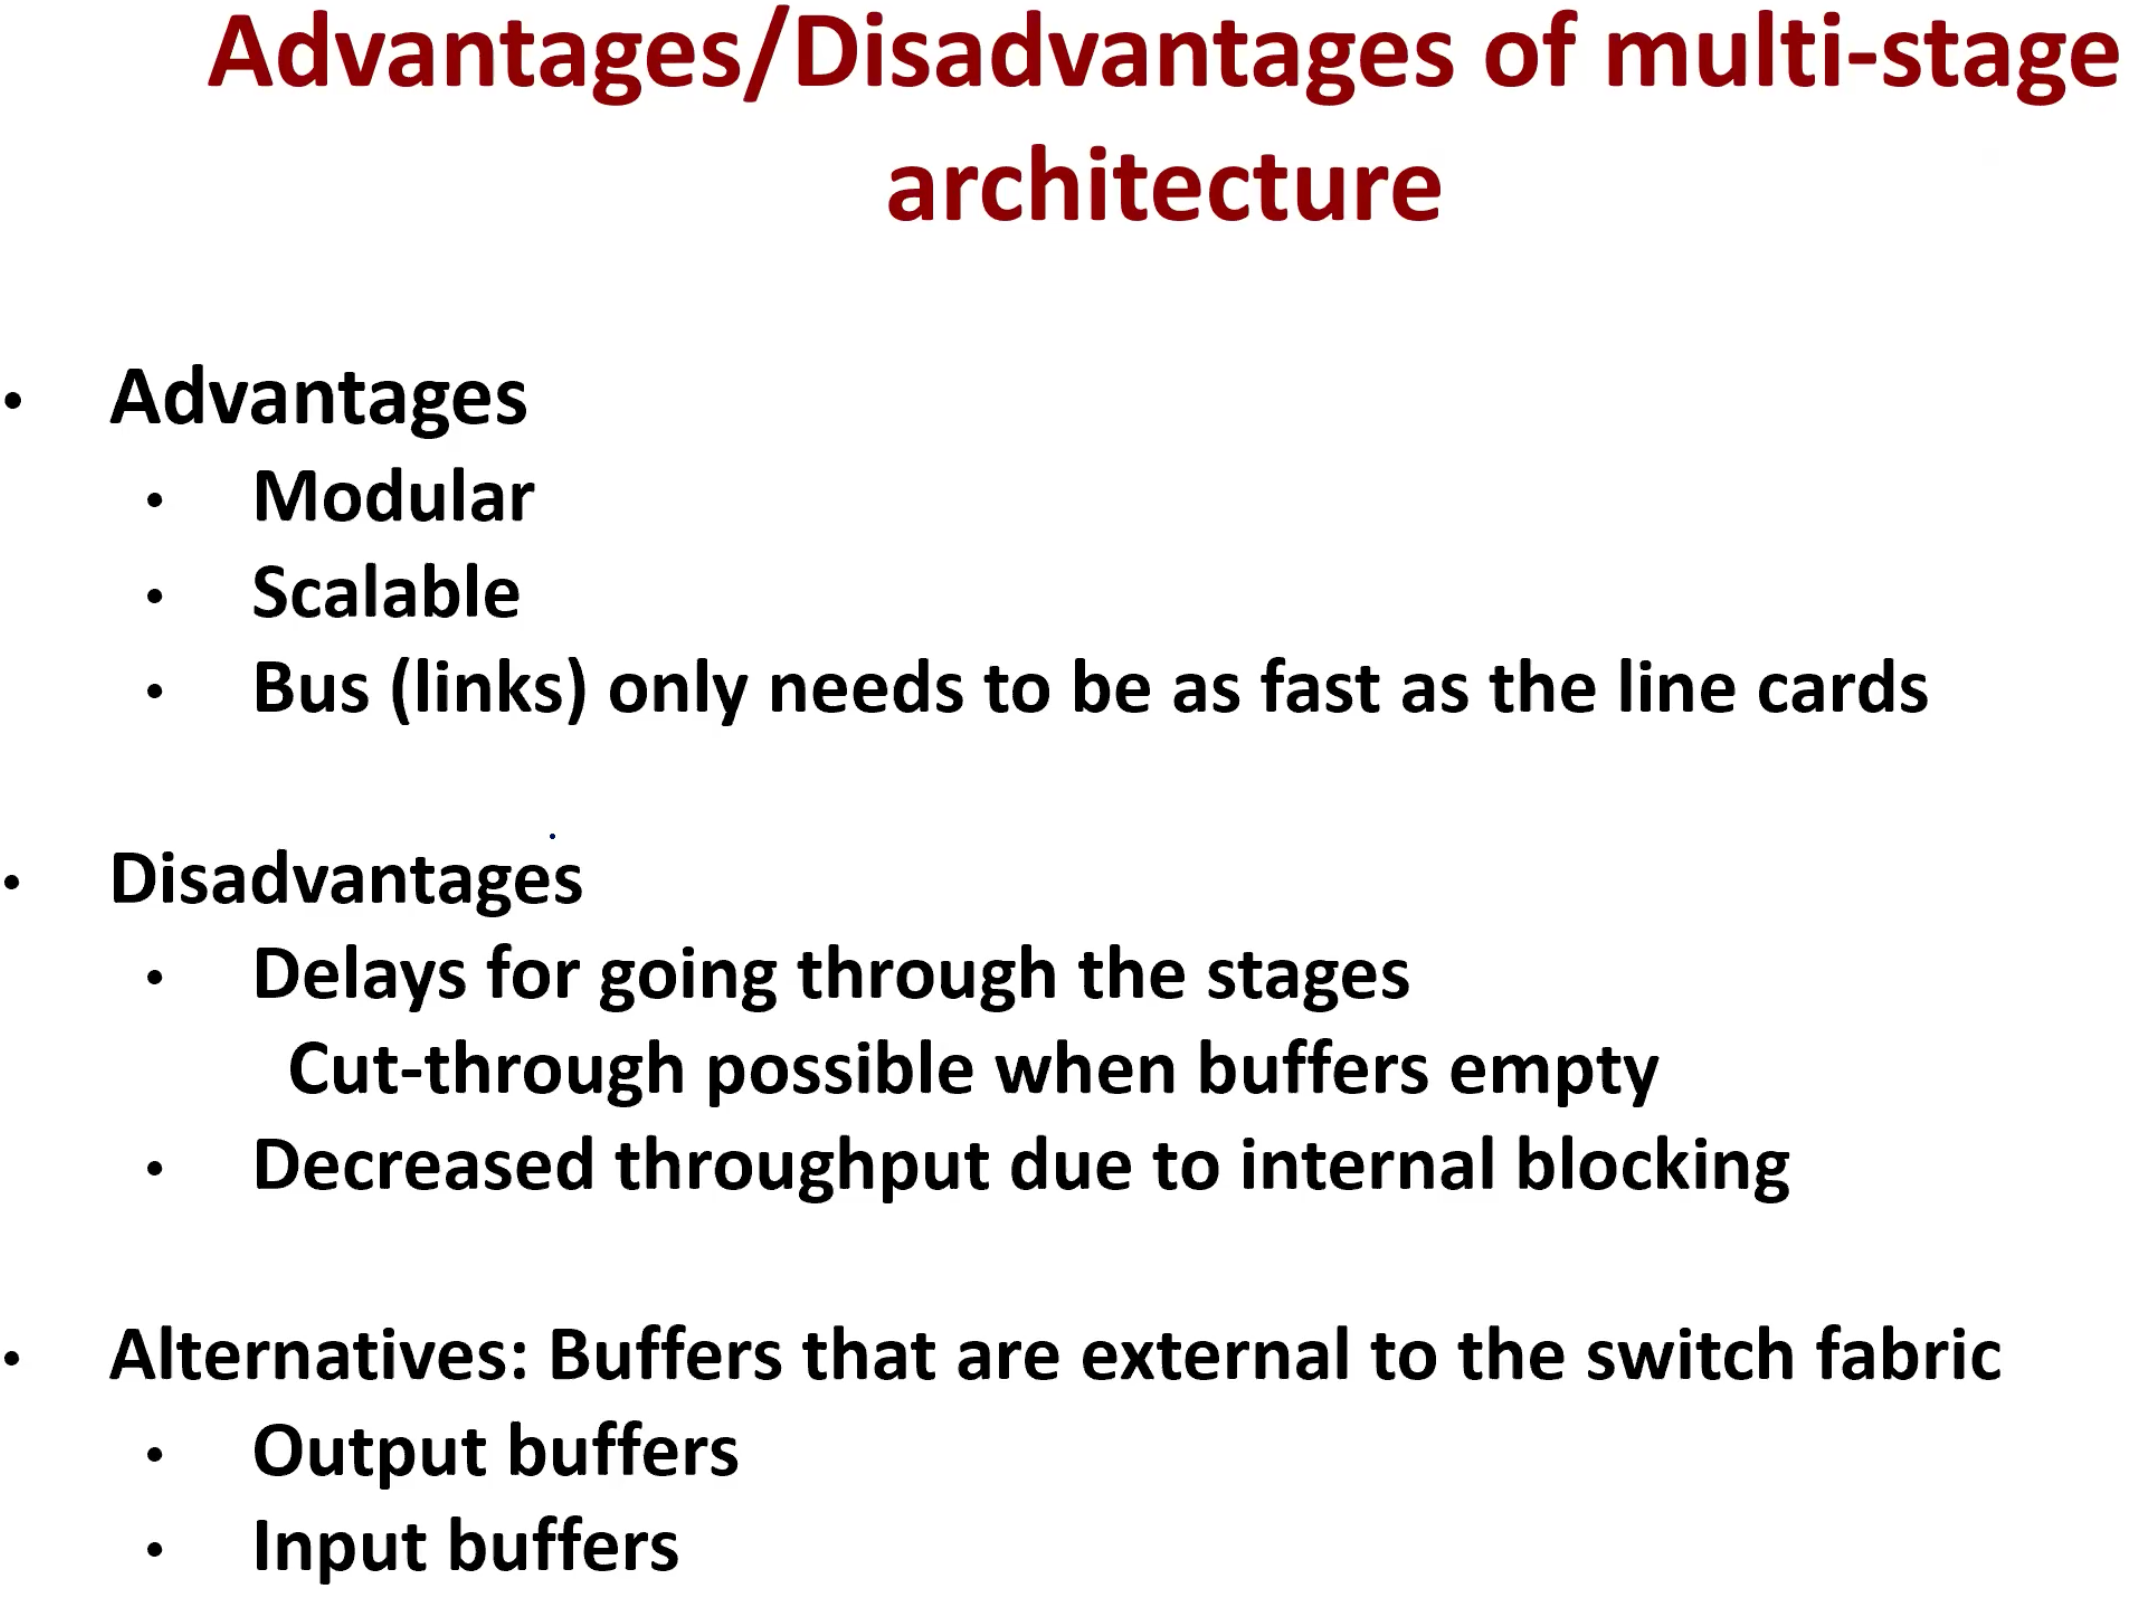 Advantages/Disadvantages of multi-stage
architecture
• Advantages
• Modular
• Scalable
• Bus (links) only needs to be as fast as the line cards
• Disadvantages
• Delays for going through the stages
Cut-through possible when buffers empty
• Decreased throughput due to internal blocking
• Alternatives: Buffers that are external to the switch fabric
• Output buffers
• Input buffers